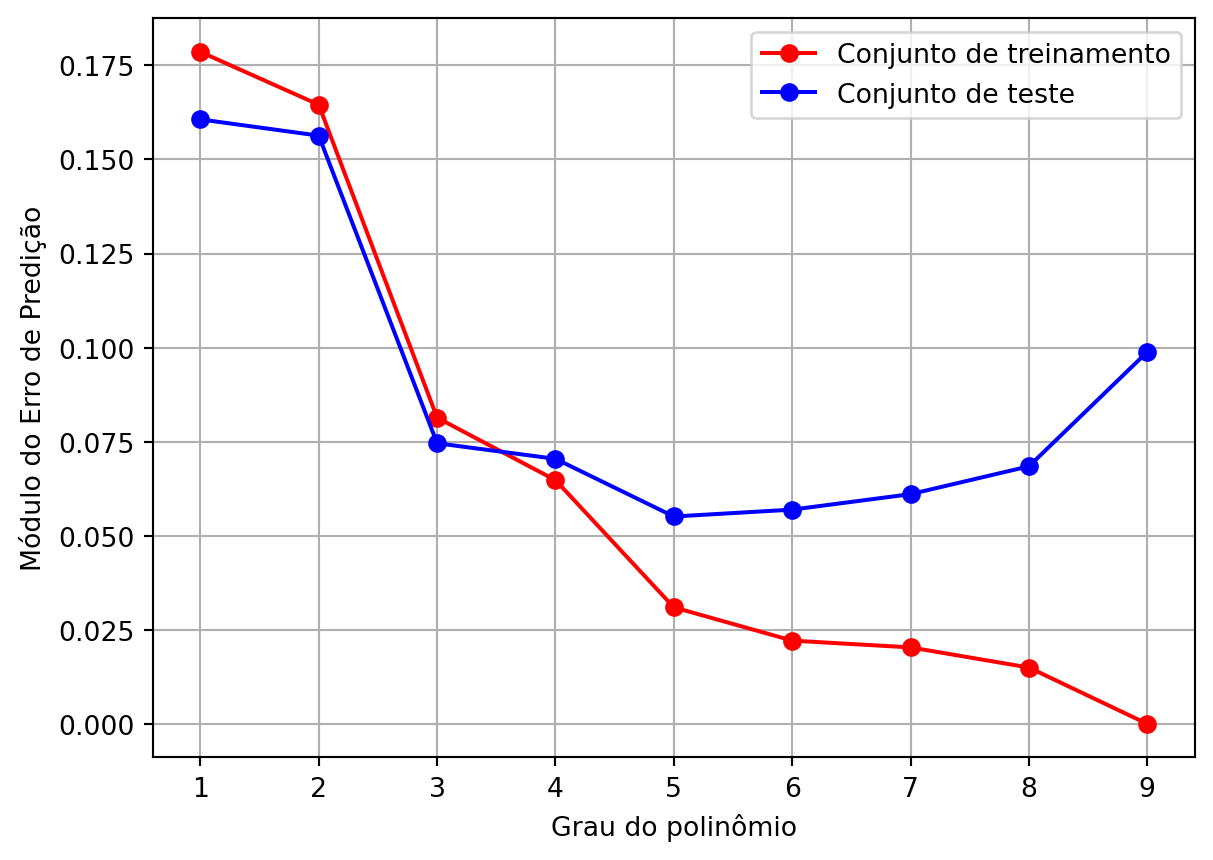 Conjunto de treinamento
Conjunto de teste
Módulo do Erro de Predição
0.175
0.150
0.125
0.100
0.075
0.050
0.025
0.000
1 2 3 4 5 6 7 8 9
Grau do polinômio